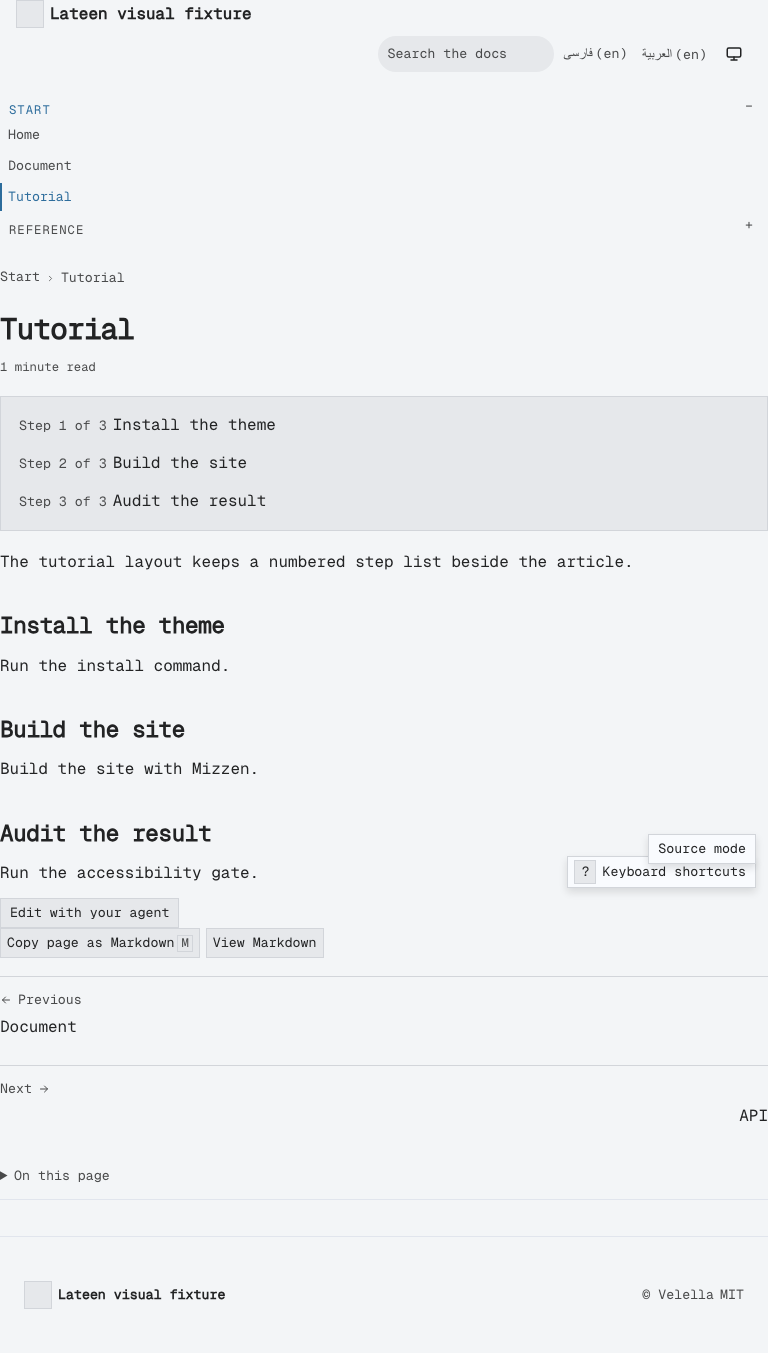 Lateen visual fixture
Search the docs فارسی (en) العربية (en)
START −
Home
Document
Tutorial
REFERENCE +
Start › Tutorial
Tutorial
1 minute read
Step 1 of 3 Install the theme
Step 2 of 3 Build the site
Step 3 of 3 Audit the result
The tutorial layout keeps a numbered step list beside the article.
Install the theme
Run the install command.
Build the site
Build the site with Mizzen.
Audit the result
Source mode
Run the accessibility gate.
? Keyboard shortcuts
Edit with your agent
Copy page as Markdown M View Markdown
← Previous
Document
Next →
API
▶ On this page
Lateen visual fixture © Velella MIT